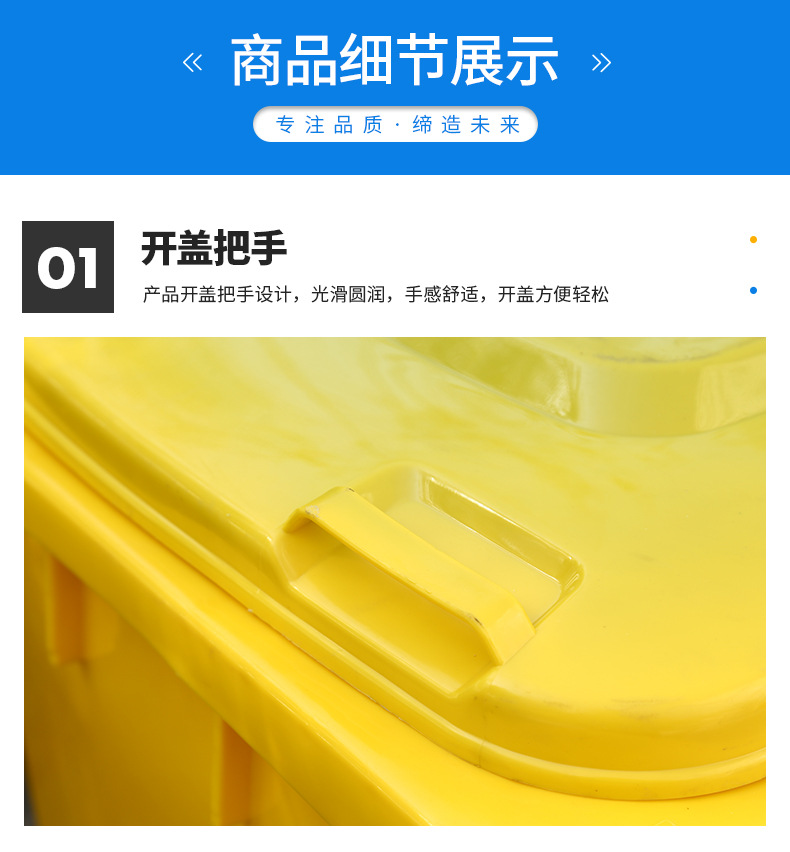 « 商品细节展示 »
专注品质·缔造未来
01
开盖把手
产品开盖把手设计，光滑圆润，手感舒适，开盖方便轻松